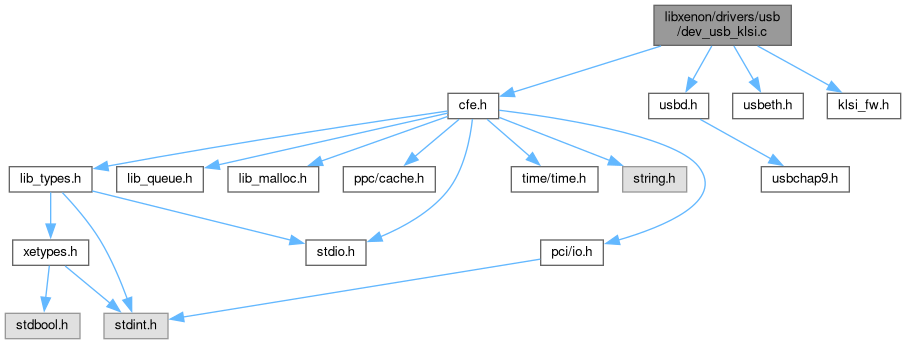 libxenon/drivers/usb
/dev_usb_klsi.c
cfe.h
usbd.h
usbeth.h
klsi_fw.h
lib_types.h
lib_queue.h
lib_malloc.h
ppc/cache.h
time/time.h
string.h
usbchap9.h
xetypes.h
stdio.h
pci/io.h
stdbool.h
stdint.h